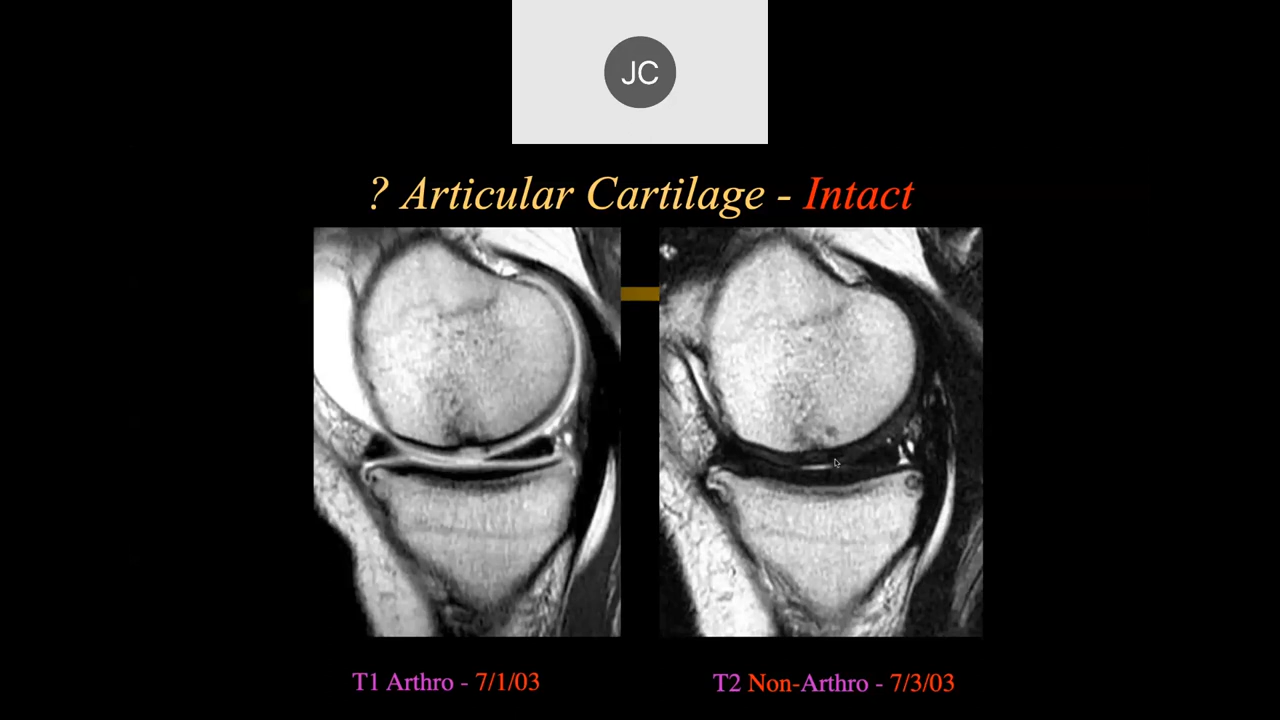 JC
? Articular Cartilage - Intact
T1 Arthro - 7/1/03
T2 Non-Arthro - 7/3/03